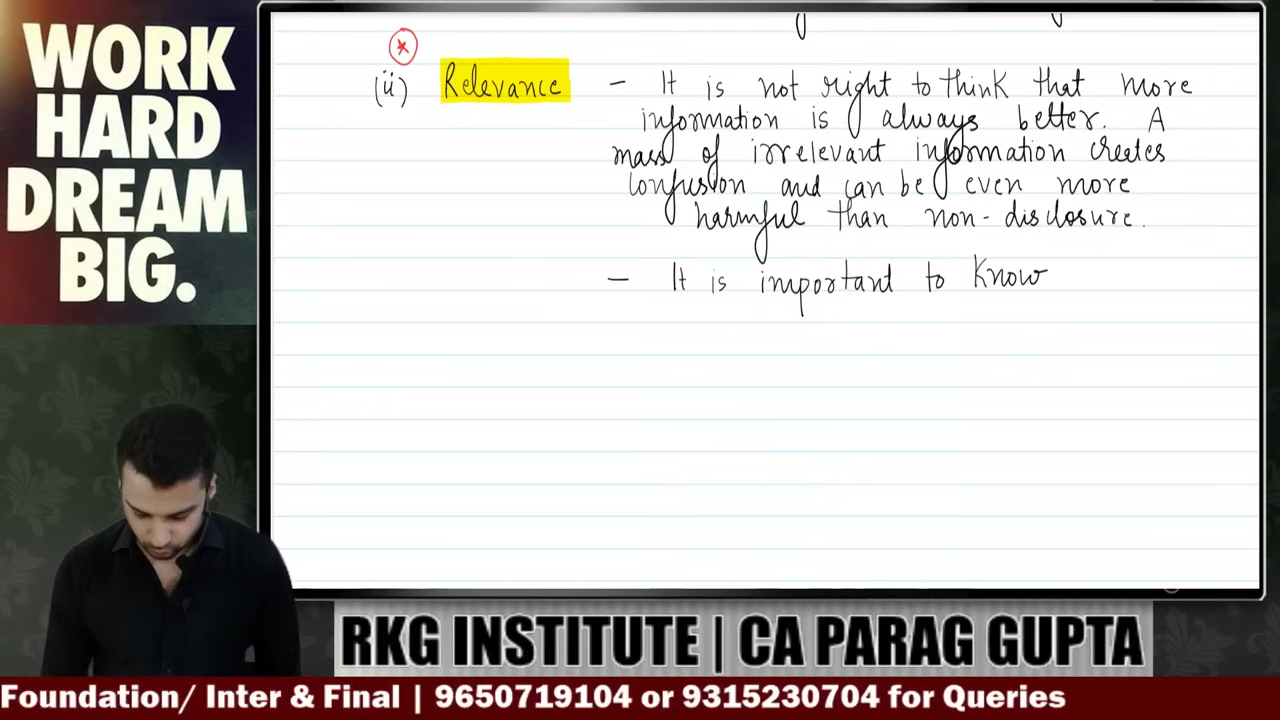 WORK
HARD
DREAM
BIG.
(ii) Relevance - It is not right to think that more
information is always better. A
mass of irrelevant information creates
confusion and can be even more
harmful than non-disclosure.
- It is important to know
RKG INSTITUTE | CA PARAG GUPTA
Foundation/ Inter & Final | 9650719104 or 9315230704 for Queries